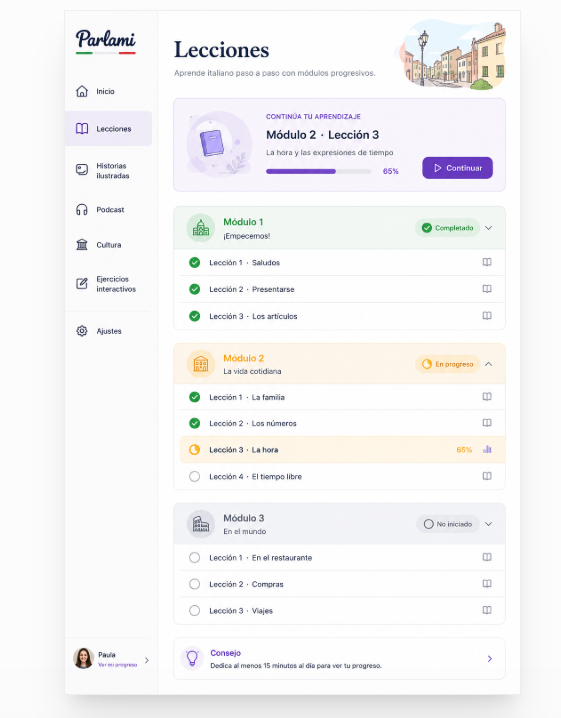 Parlami
Inicio
Lecciones
Historias
ilustradas
Podcast
Cultura
Ejercicios
interactivos
Ajustes
Paula
Ver mi progreso
Lecciones
Aprende italiano paso a paso con módulos progresivos.
CONTINÚA TU APRENDIZAJE
Módulo 2 · Lección 3
La hora y las expresiones de tiempo
65%
Continuar
Módulo 1
¡Empecemos!
Completado
Lección 1 · Saludos
Lección 2 · Presentarse
Lección 3 · Los artículos
Módulo 2
La vida cotidiana
En progreso
Lección 1 · La familia
Lección 2 · Los números
Lección 3 · La hora
65%
Lección 4 · El tiempo libre
Módulo 3
En el mundo
No iniciado
Lección 1 · En el restaurante
Lección 2 · Compras
Lección 3 · Viajes
Consejo
Dedica al menos 15 minutos al día para ver tu progreso.